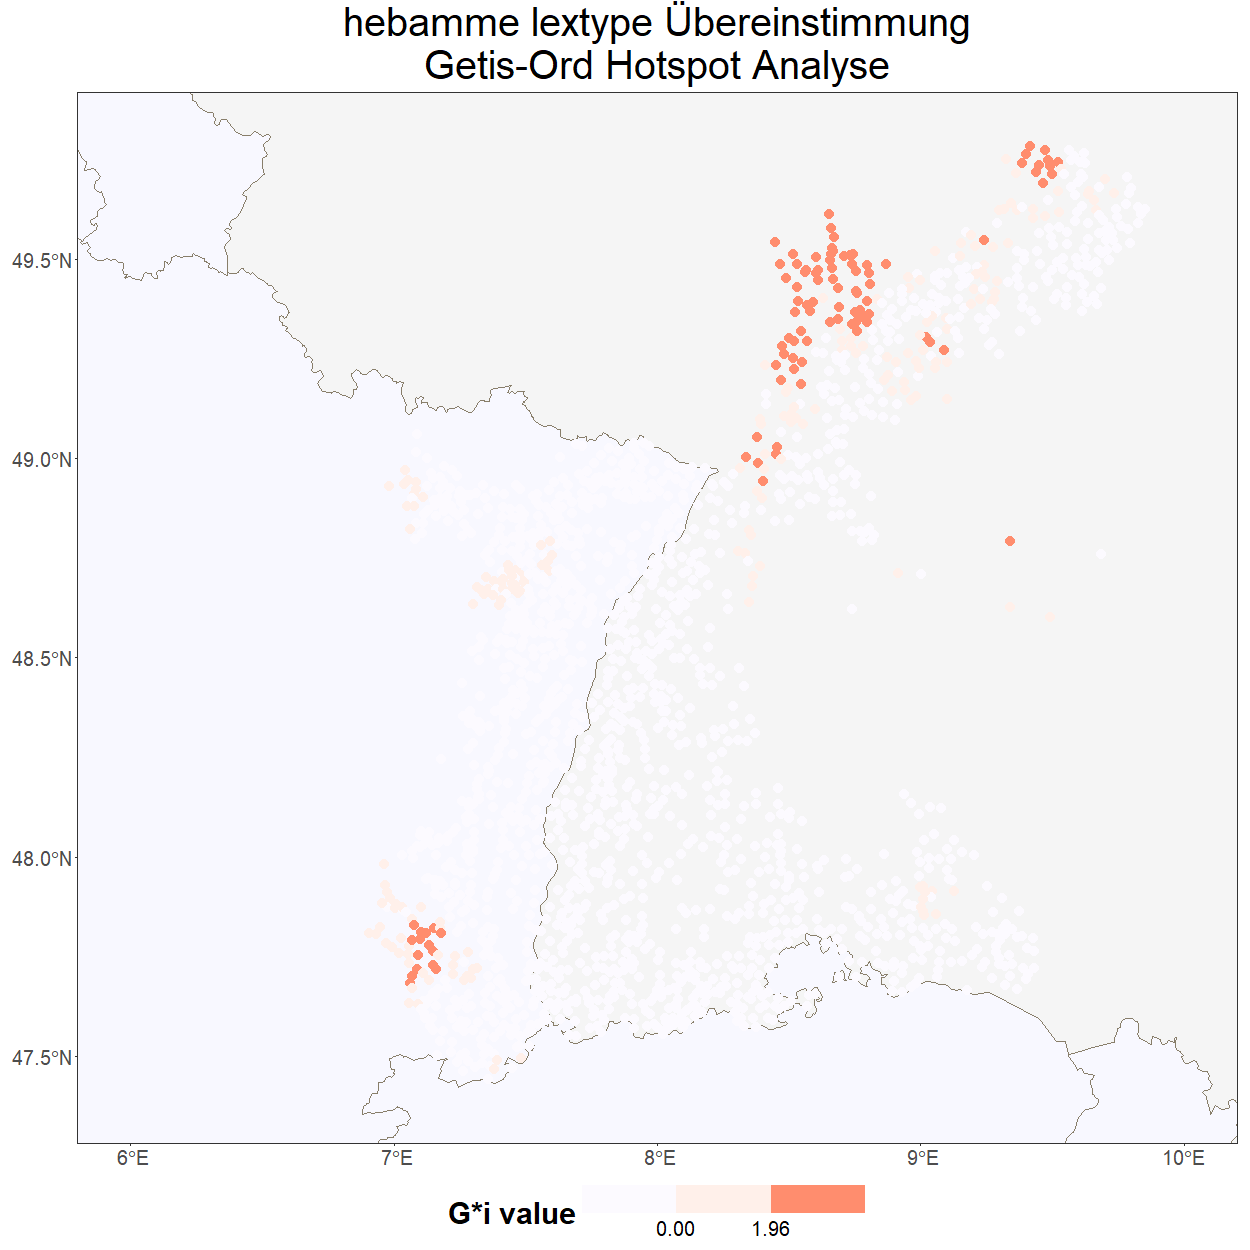 hebamme lextype Übereinstimmung
Getis-Ord Hotspot Analyse
49.5°N
49.0°N
48.5°N
48.0°N
47.5°N
6°E 7°E 8°E 9°E 10°E
G*i value
0.00 1.96